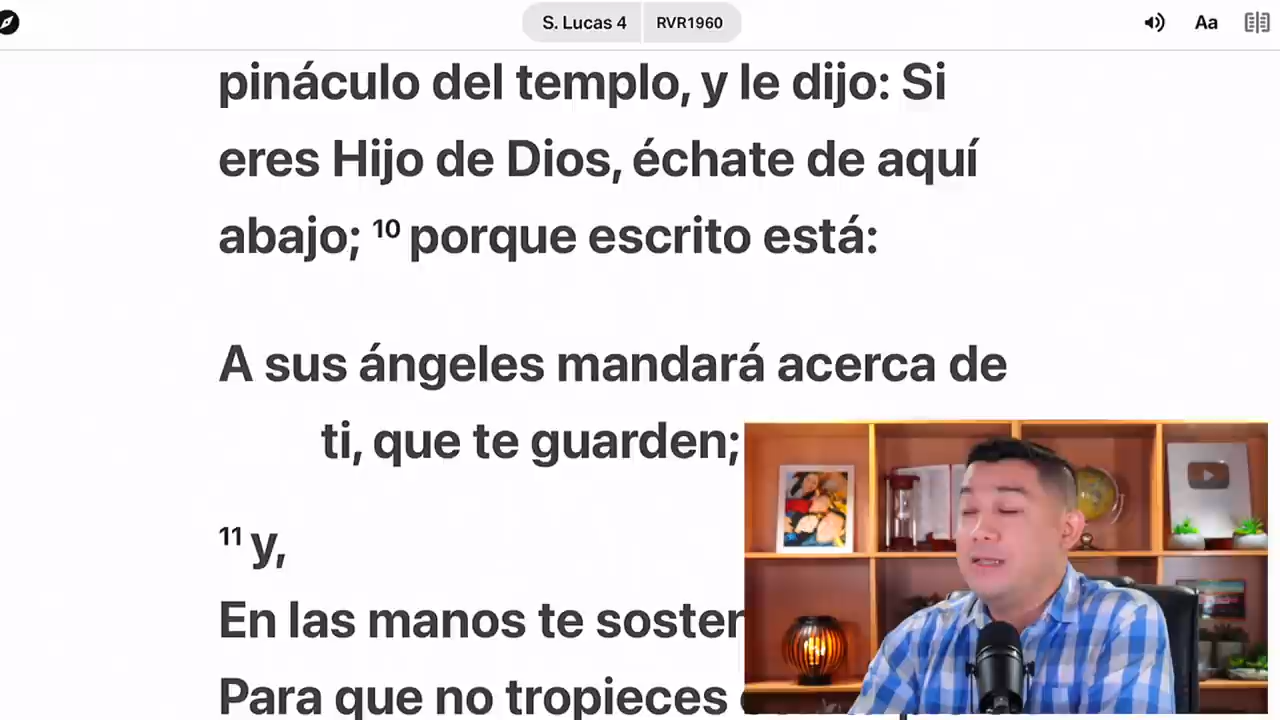 S. Lucas 4 RVR1960 Aa
pináculo del templo, y le dijo: Si
eres Hijo de Dios, échate de aquí
abajo; 10 porque escrito está:
A sus ángeles mandará acerca de
ti, que te guarden;
11 y,
En las manos te
Para que no tropieces